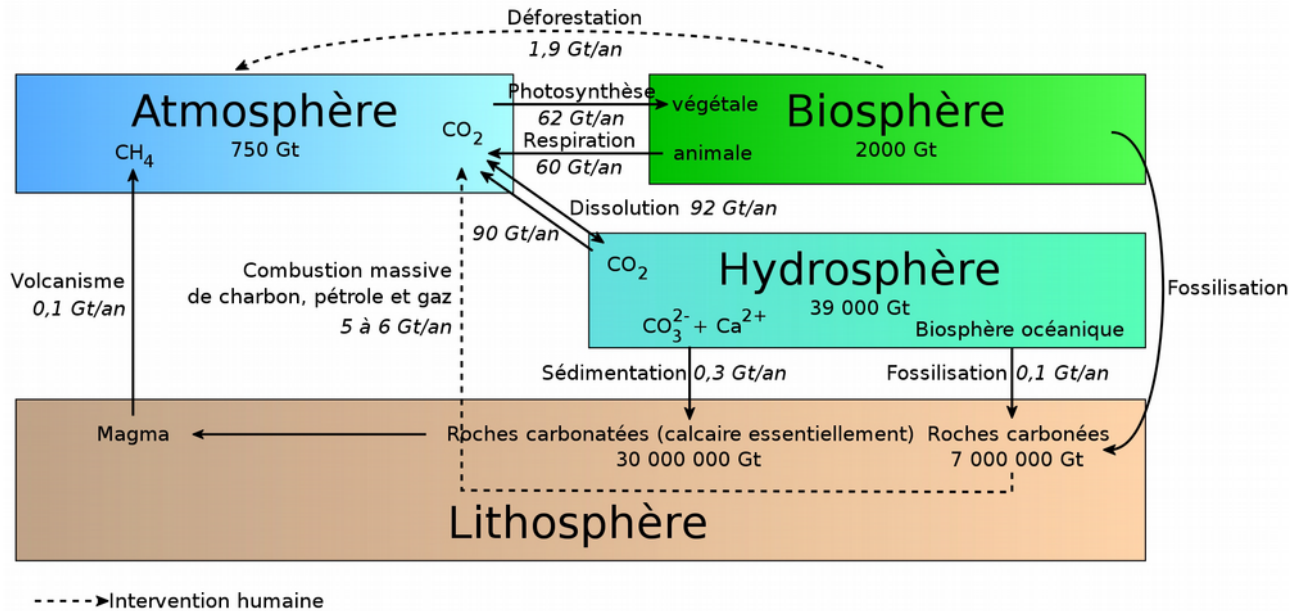 Déforestation
1,9 Gt/an
Atmosphère
750 Gt
CH4
CO2
Photosynthèse
62 Gt/an
Respiration
60 Gt/an
végétale
animale
Biosphère
2000 Gt
Dissolution 92 Gt/an
90 Gt/an
Volcanisme
0,1 Gt/an
Combustion massive
de charbon, pétrole et gaz
5 à 6 Gt/an
CO2
Hydrosphère
39 000 Gt
CO3 2- + Ca2+
Biosphère océanique
Fossilisation
Sédimentation 0,3 Gt/an
Fossilisation 0,1 Gt/an
Magma
Roches carbonatées (calcaire essentiellement)
30 000 000 Gt
Roches carbonées
7 000 000 Gt
Lithosphère
Intervention humaine